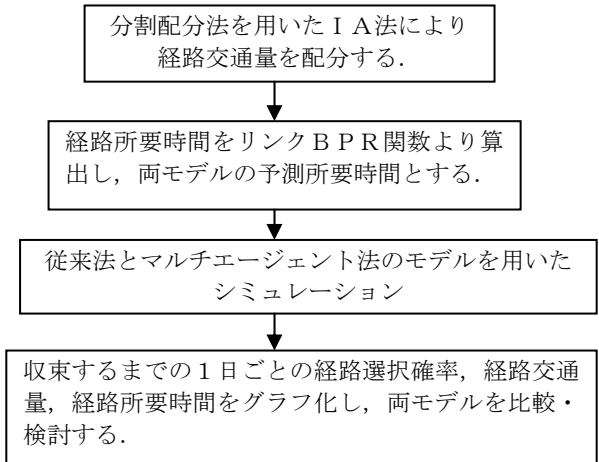 分割配分法を用いたＩＡ法により
経路交通量を配分する．
経路所要時間をリンクＢＰＲ関数より算
出し，両モデルの予測所要時間とする．
従来法とマルチエージェント法のモデルを用いた
シミュレーション
収束するまでの１日ごとの経路選択確率，経路交通
量，経路所要時間をグラフ化し，両モデルを比較・
検討する．